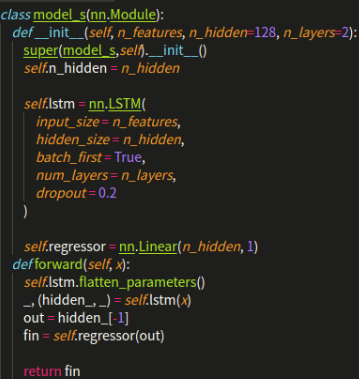 class model_s(nn.Module):
    def __init__(self, n_features, n_hidden=128, n_layers=2):
        super(model_s,self).__init__()
        self.n_hidden = n_hidden

        self.lstm = nn.LSTM(
            input_size = n_features,
            hidden_size = n_hidden,
            batch_first = True,
            num_layers = n_layers,
            dropout = 0.2
        )

        self.regressor = nn.Linear(n_hidden, 1)
    def forward(self, x):
        self.lstm.flatten_parameters()
        _, (hidden_, _) = self.lstm(x)
        out = hidden_[-1]
        fin = self.regressor(out)

        return fin